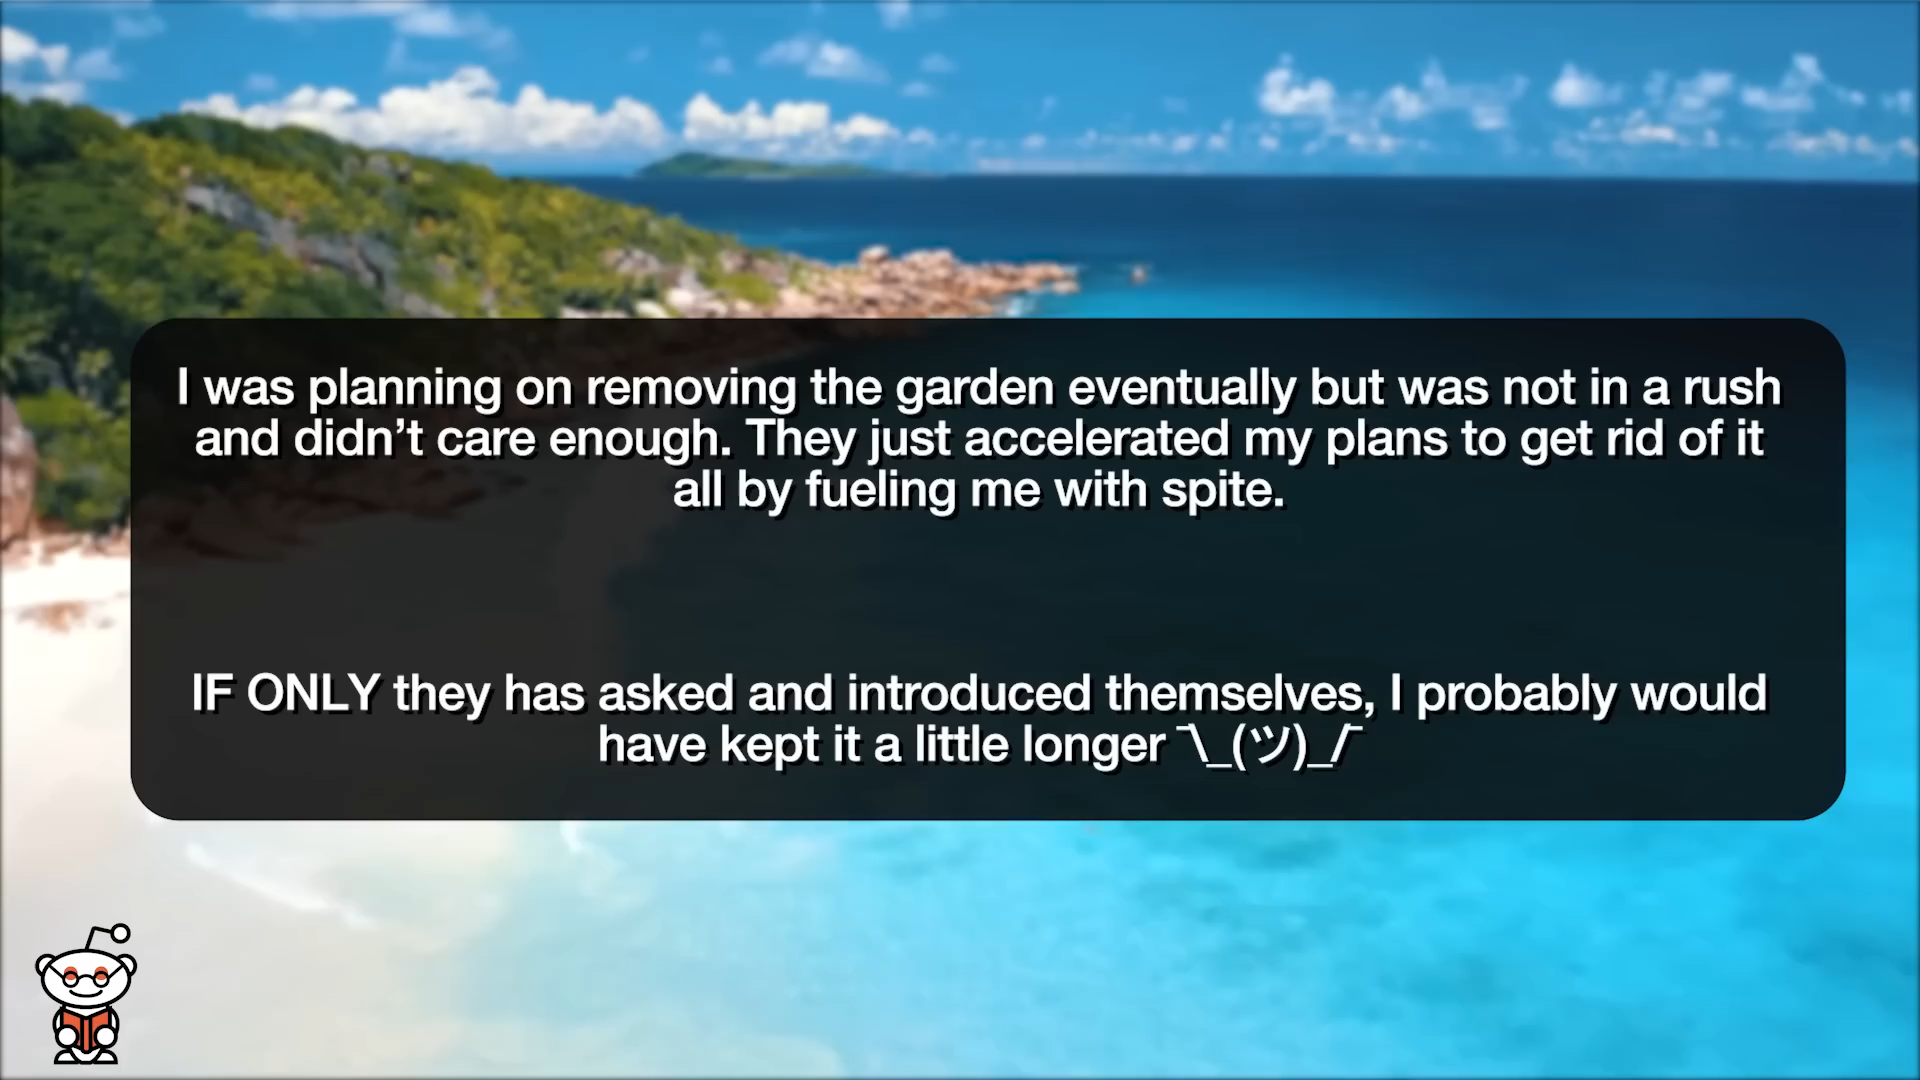 I was planning on removing the garden eventually but was not in a rush
and didn’t care enough. They just accelerated my plans to get rid of it
all by fueling me with spite.
IF ONLY they has asked and introduced themselves, I probably would
have kept it a little longer ¯\_(ツ)_/¯